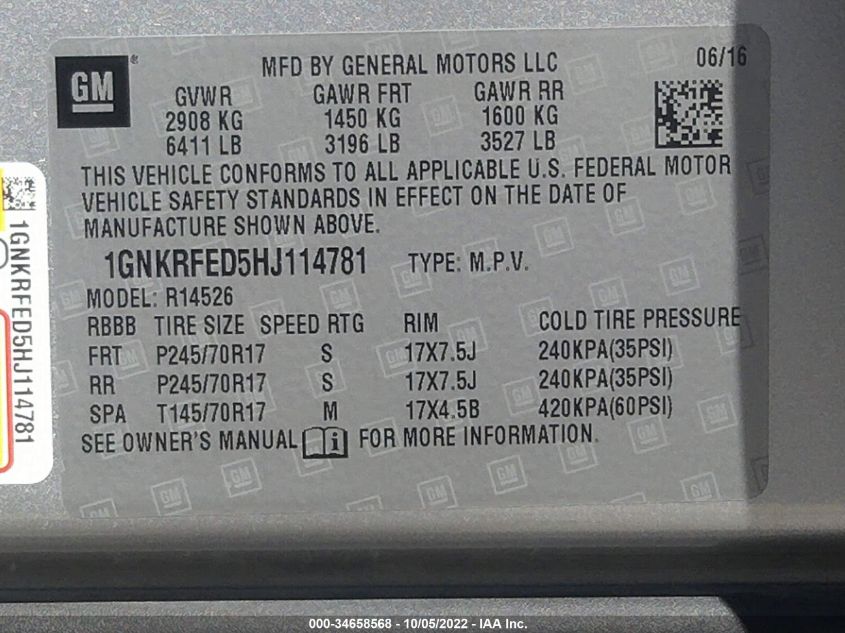 GM
MFD BY GENERAL MOTORS LLC
06/16
GVWR GAWR FRT GAWR RR
2908 KG 1450 KG 1600 KG
6411 LB 3196 LB 3527 LB
THIS VEHICLE CONFORMS TO ALL APPLICABLE U.S. FEDERAL MOTOR
VEHICLE SAFETY STANDARDS IN EFFECT ON THE DATE OF
MANUFACTURE SHOWN ABOVE.
1GNKRFED5HJ114781 TYPE: M.P.V.
MODEL: R14526
RBBB TIRE SIZE SPEED RTG RIM COLD TIRE PRESSURE
FRT P245/70R17 S 17X7.5J 240KPA(35PSI)
RR P245/70R17 S 17X7.5J 240KPA(35PSI)
SPA T145/70R17 M 17X4.5B 420KPA(60PSI)
SEE OWNER'S MANUAL i FOR MORE INFORMATION.
1GNKRFED5HJ114781
000-34658568 - 10/05/2022 - IAA Inc.